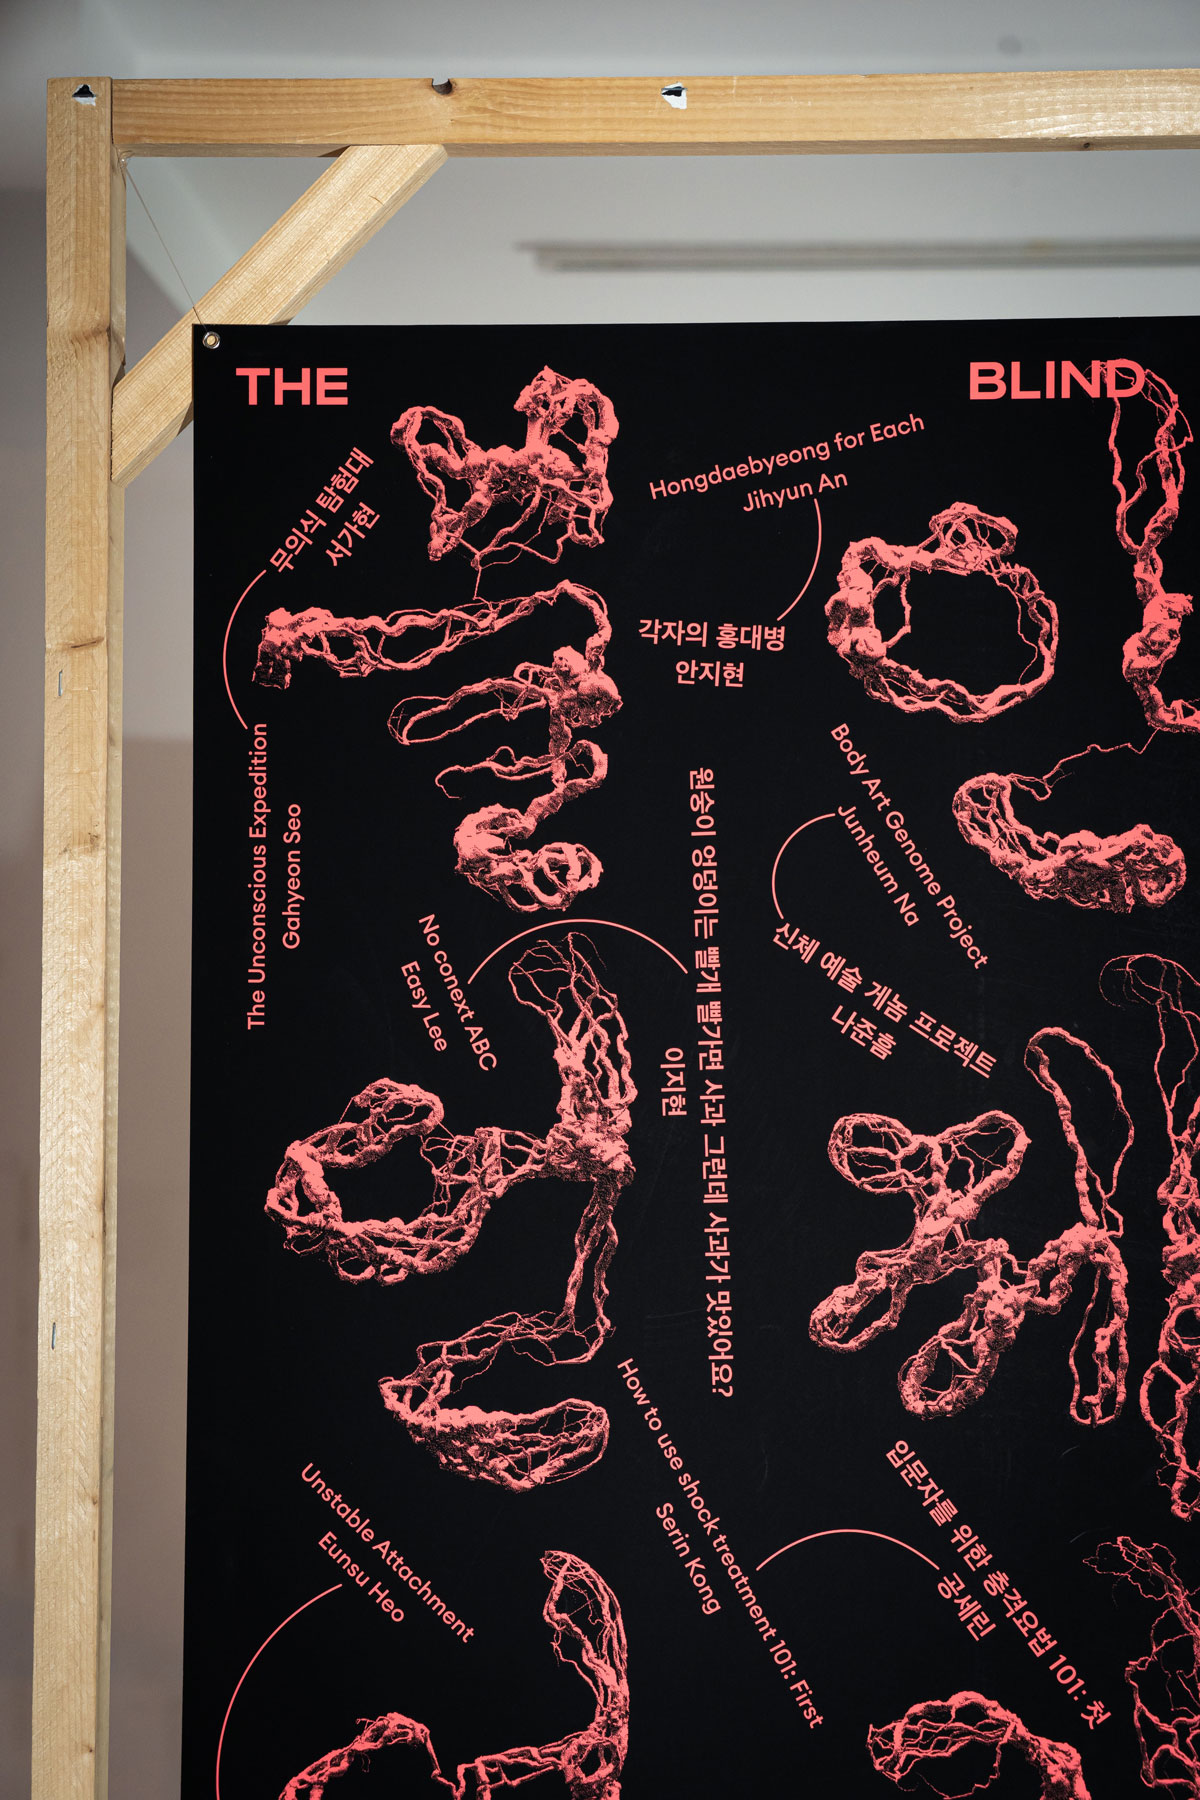 THE
BLIND
무의식 탐험대
서가현
The Unconscious Expedition
Gahyeon Seo
Hongdaebyeong for Each
Jihyun An
각자의 홍대병
안지현
No conext ABC
Easy Lee
원숭이 엉덩이는 빨개 빨가면 사과 그런데 사과가 맛있어요?
이지현
Body Art Genome Project
Junheum Na
신체 예술 게놈 프로젝트
나준흠
How to use shock treatment 101: First
Serin Kong
입문자를 위한 충격요법 101: 첫
공세린
Unstable Attachment
Eunsu Heo